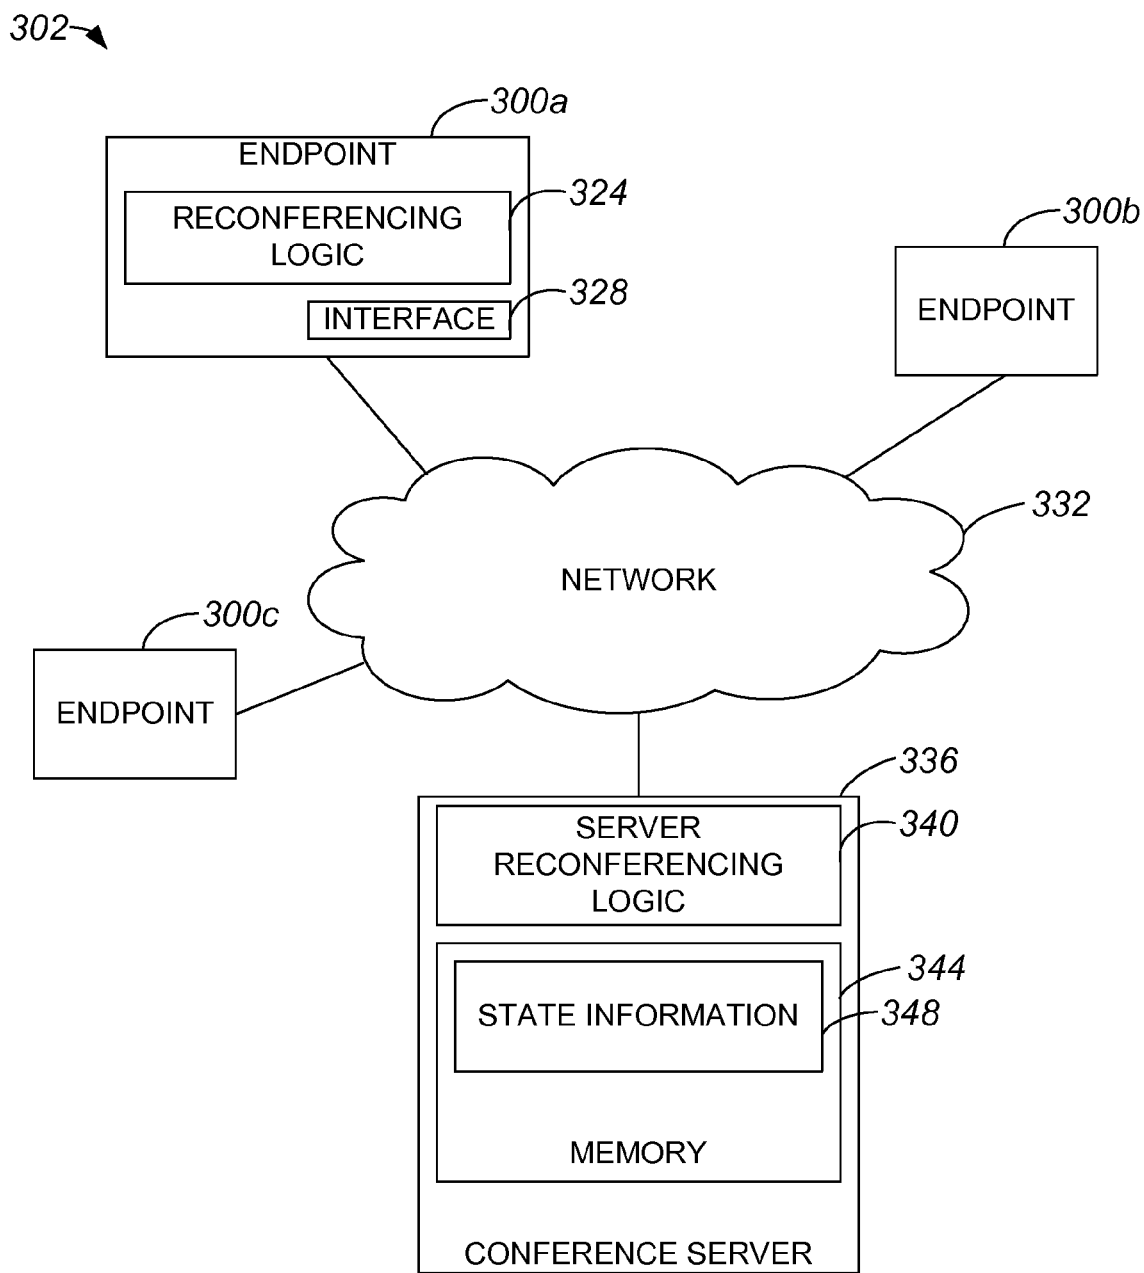 302
300a
ENDPOINT
RECONFERENCING
LOGIC
324
INTERFACE
328
300b
ENDPOINT
332
NETWORK
300c
ENDPOINT
336
SERVER
RECONFERENCING
LOGIC
340
344
STATE INFORMATION
348
MEMORY
CONFERENCE SERVER